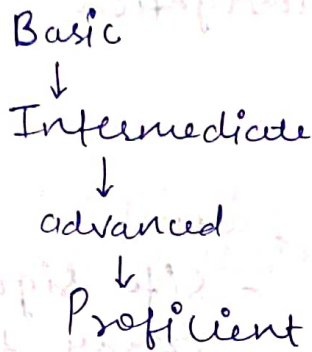 Basic
↓
Intermediate
↓
advanced
↓
Proficient